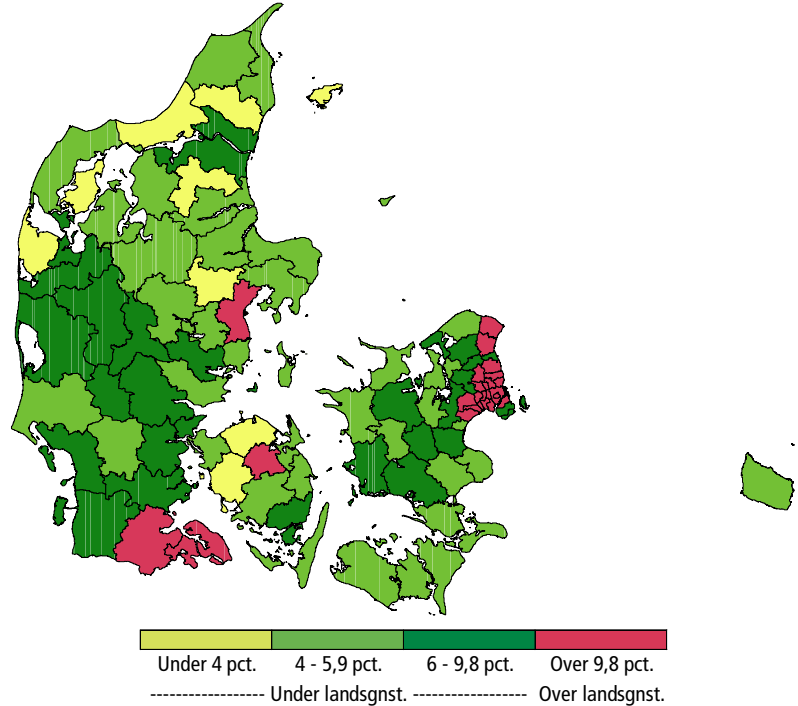 Under 4 pct. 4 - 5,9 pct. 6 - 9,8 pct. Over 9,8 pct.
------------------ Under landsgnst. ------------------ Over landsgnst.